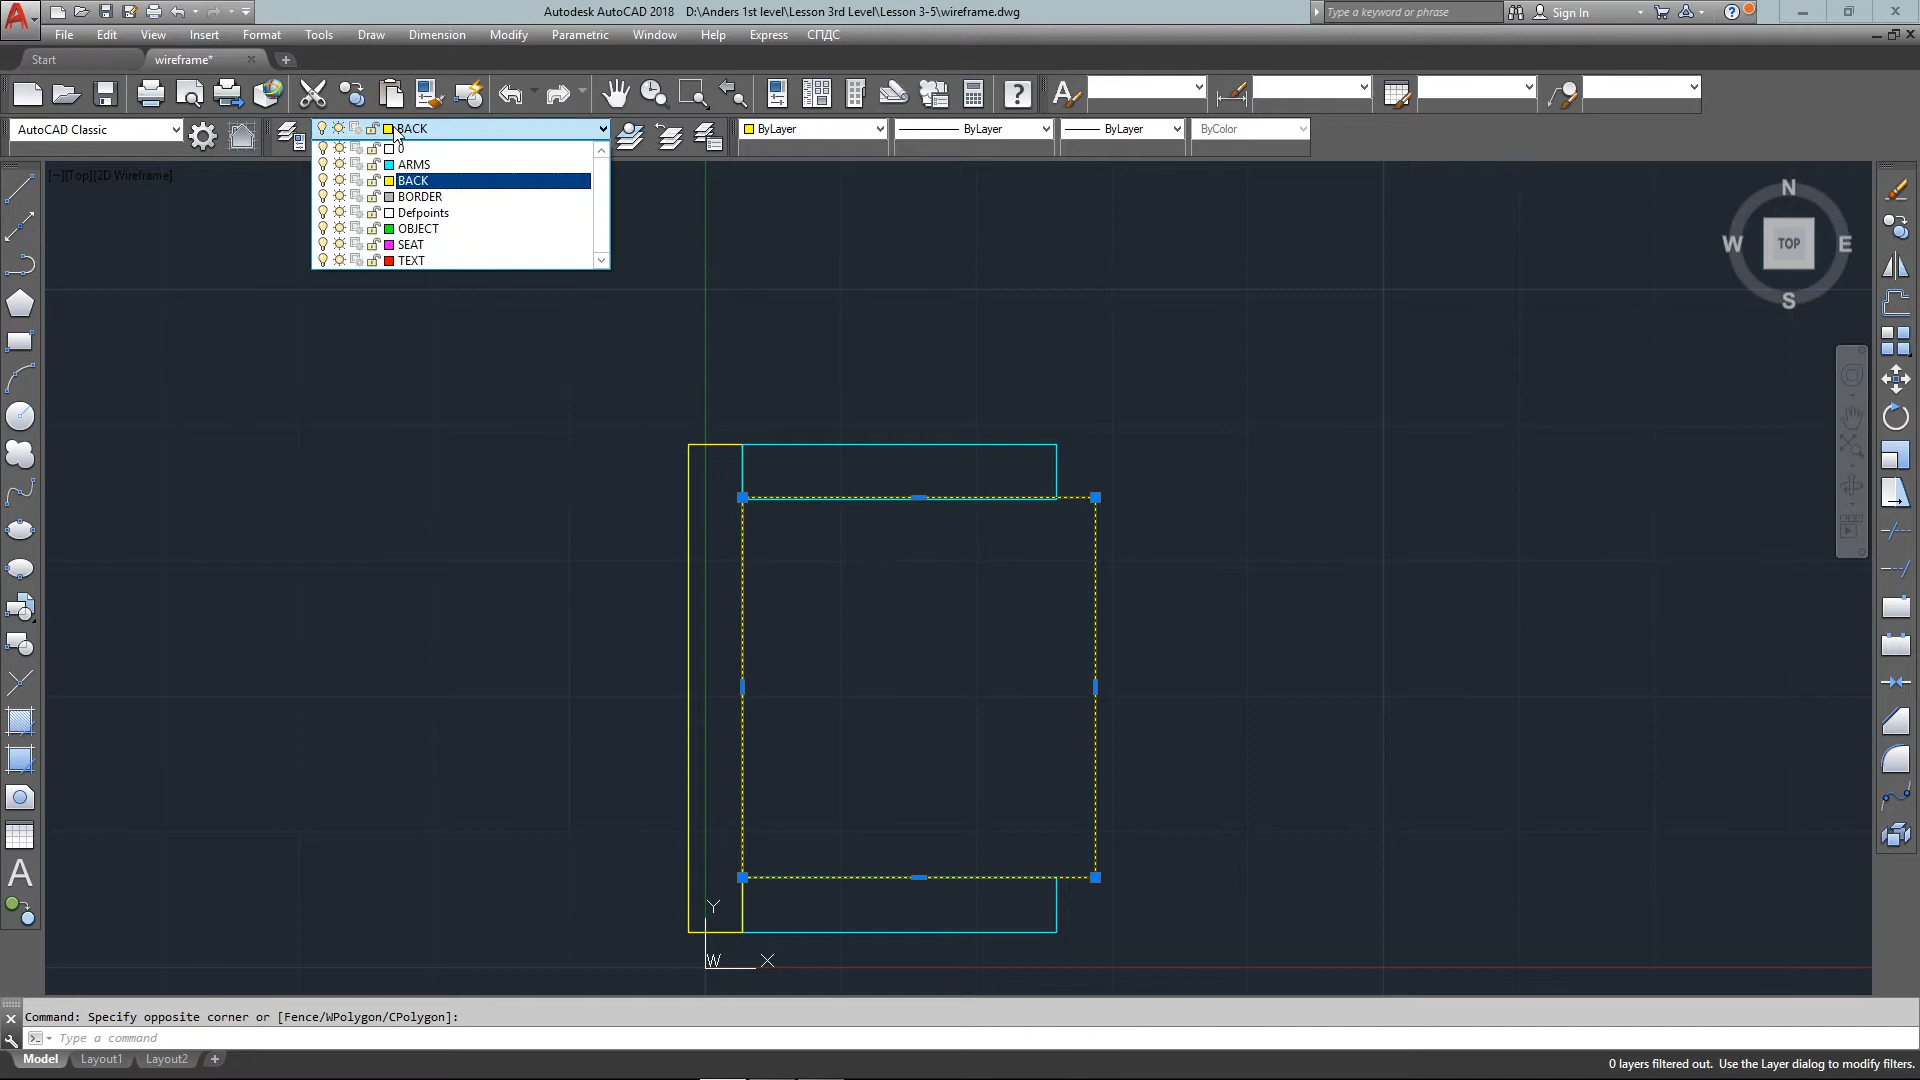 Autodesk AutoCAD 2018   D:\Anders 1st level\Lesson 3rd Level\Lesson 3-5\wireframe.dwg
Type a keyword or phrase
Sign In
File Edit View Insert Format Tools Draw Dimension Modify Parametric Window Help Express СПДС
Start
wireframe*
AutoCAD Classic
BACK
ByLayer
ByLayer
ByLayer
ByColor
0
ARMS
BACK
BORDER
Defpoints
OBJECT
SEAT
TEXT
[−][Top][2D Wireframe]
N
W TOP E
S
Y
W X
A
Command: Specify opposite corner or [Fence/WPolygon/CPolygon]:
Type a command
Model Layout1 Layout2
0 layers filtered out.  Use the Layer dialog to modify filters.